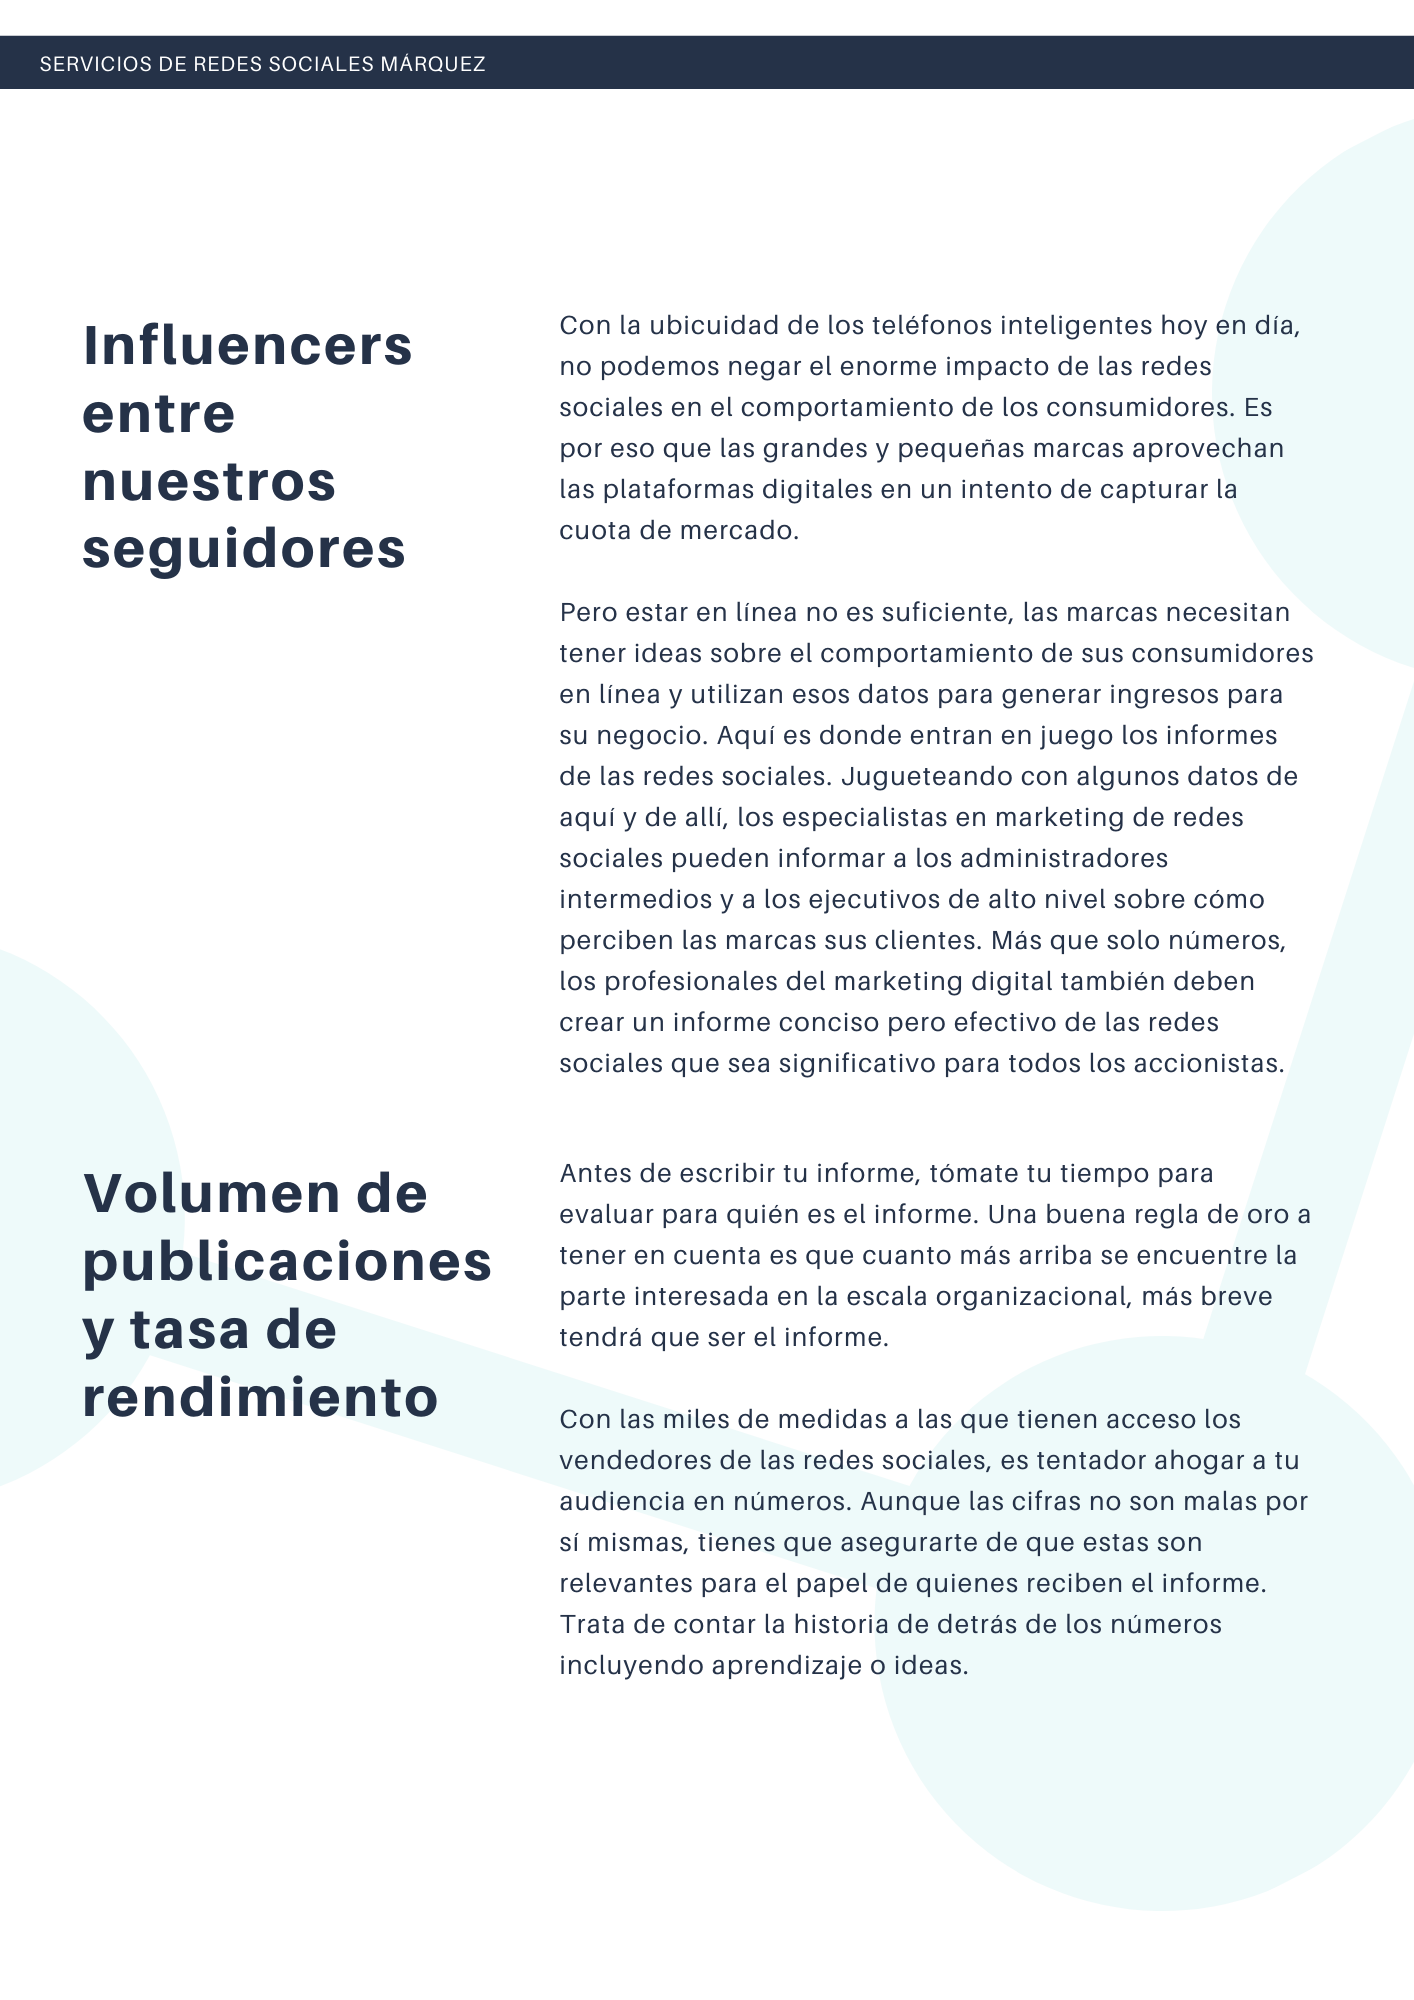 SERVICIOS DE REDES SOCIALES MÁRQUEZ
Influencers
entre
nuestros
seguidores
Con la ubicuidad de los teléfonos inteligentes hoy en día,
no podemos negar el enorme impacto de las redes
sociales en el comportamiento de los consumidores. Es
por eso que las grandes y pequeñas marcas aprovechan
las plataformas digitales en un intento de capturar la
cuota de mercado.
Pero estar en línea no es suficiente, las marcas necesitan
tener ideas sobre el comportamiento de sus consumidores
en línea y utilizan esos datos para generar ingresos para
su negocio. Aquí es donde entran en juego los informes
de las redes sociales. Jugueteando con algunos datos de
aquí y de allí, los especialistas en marketing de redes
sociales pueden informar a los administradores
intermedios y a los ejecutivos de alto nivel sobre cómo
perciben las marcas sus clientes. Más que solo números,
los profesionales del marketing digital también deben
crear un informe conciso pero efectivo de las redes
sociales que sea significativo para todos los accionistas.
Volumen de
publicaciones
y tasa de
rendimiento
Antes de escribir tu informe, tómate tu tiempo para
evaluar para quién es el informe. Una buena regla de oro a
tener en cuenta es que cuanto más arriba se encuentre la
parte interesada en la escala organizacional, más breve
tendrá que ser el informe.
Con las miles de medidas a las que tienen acceso los
vendedores de las redes sociales, es tentador ahogar a tu
audiencia en números. Aunque las cifras no son malas por
sí mismas, tienes que asegurarte de que estas son
relevantes para el papel de quienes reciben el informe.
Trata de contar la historia de detrás de los números
incluyendo aprendizaje o ideas.